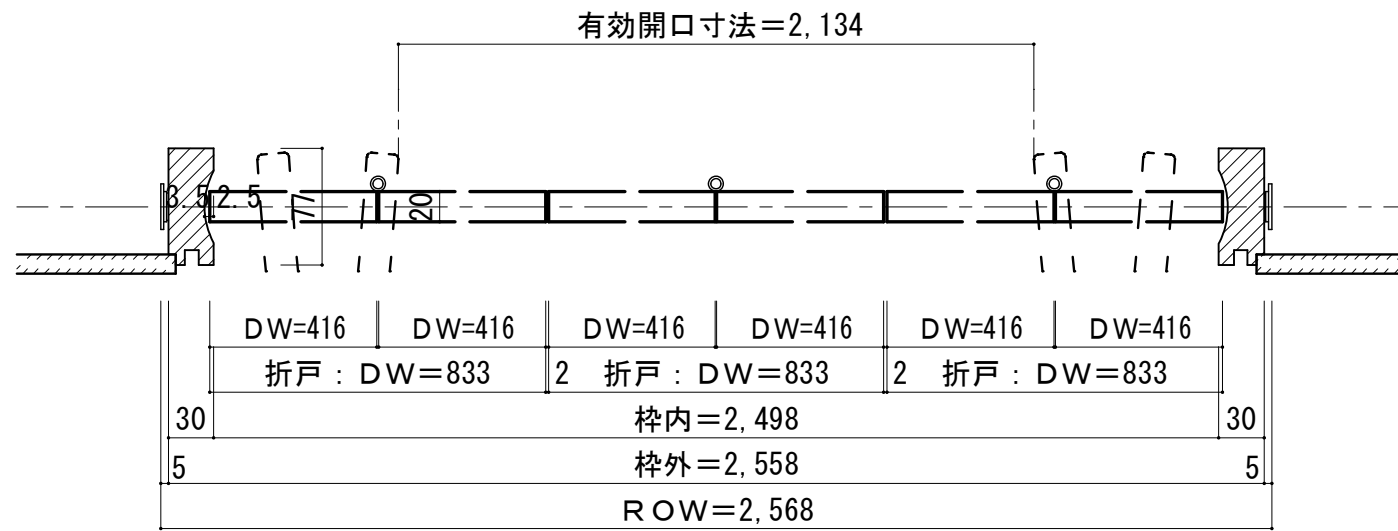 有効開口寸法=2,134
3.5 2.5
77
20
DW=416 DW=416 DW=416 DW=416 DW=416 DW=416
折戸:DW=833 2 折戸:DW=833 2 折戸:DW=833
30 枠内=2,498 30
5 枠外=2,558 5
ROW=2,568